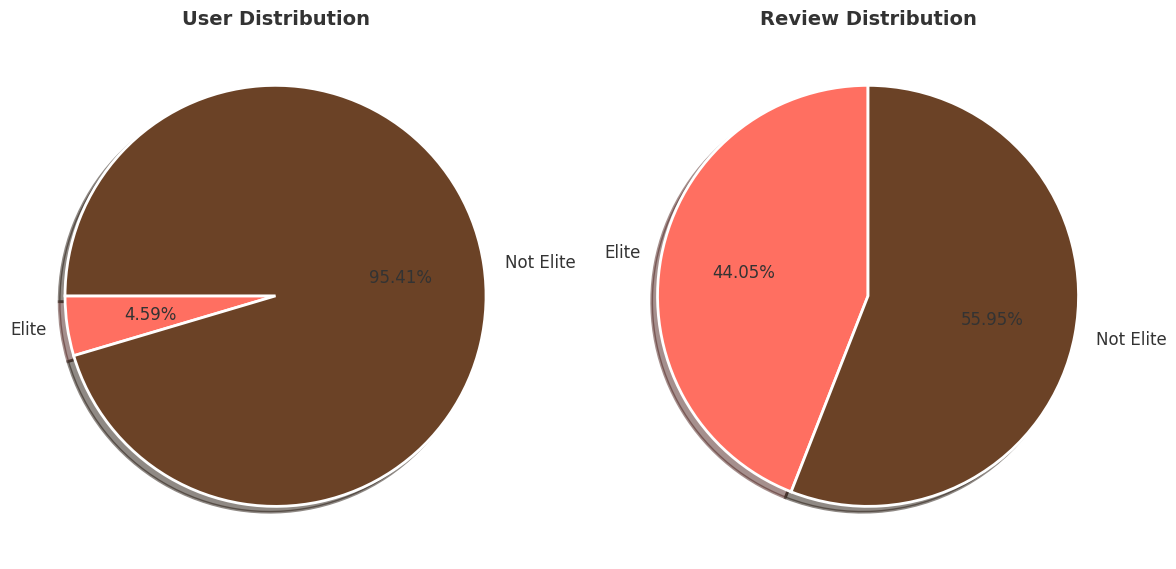 User Distribution
95.41%
Not Elite
4.59%
Elite
Review Distribution
Elite
44.05%
55.95%
Not Elite